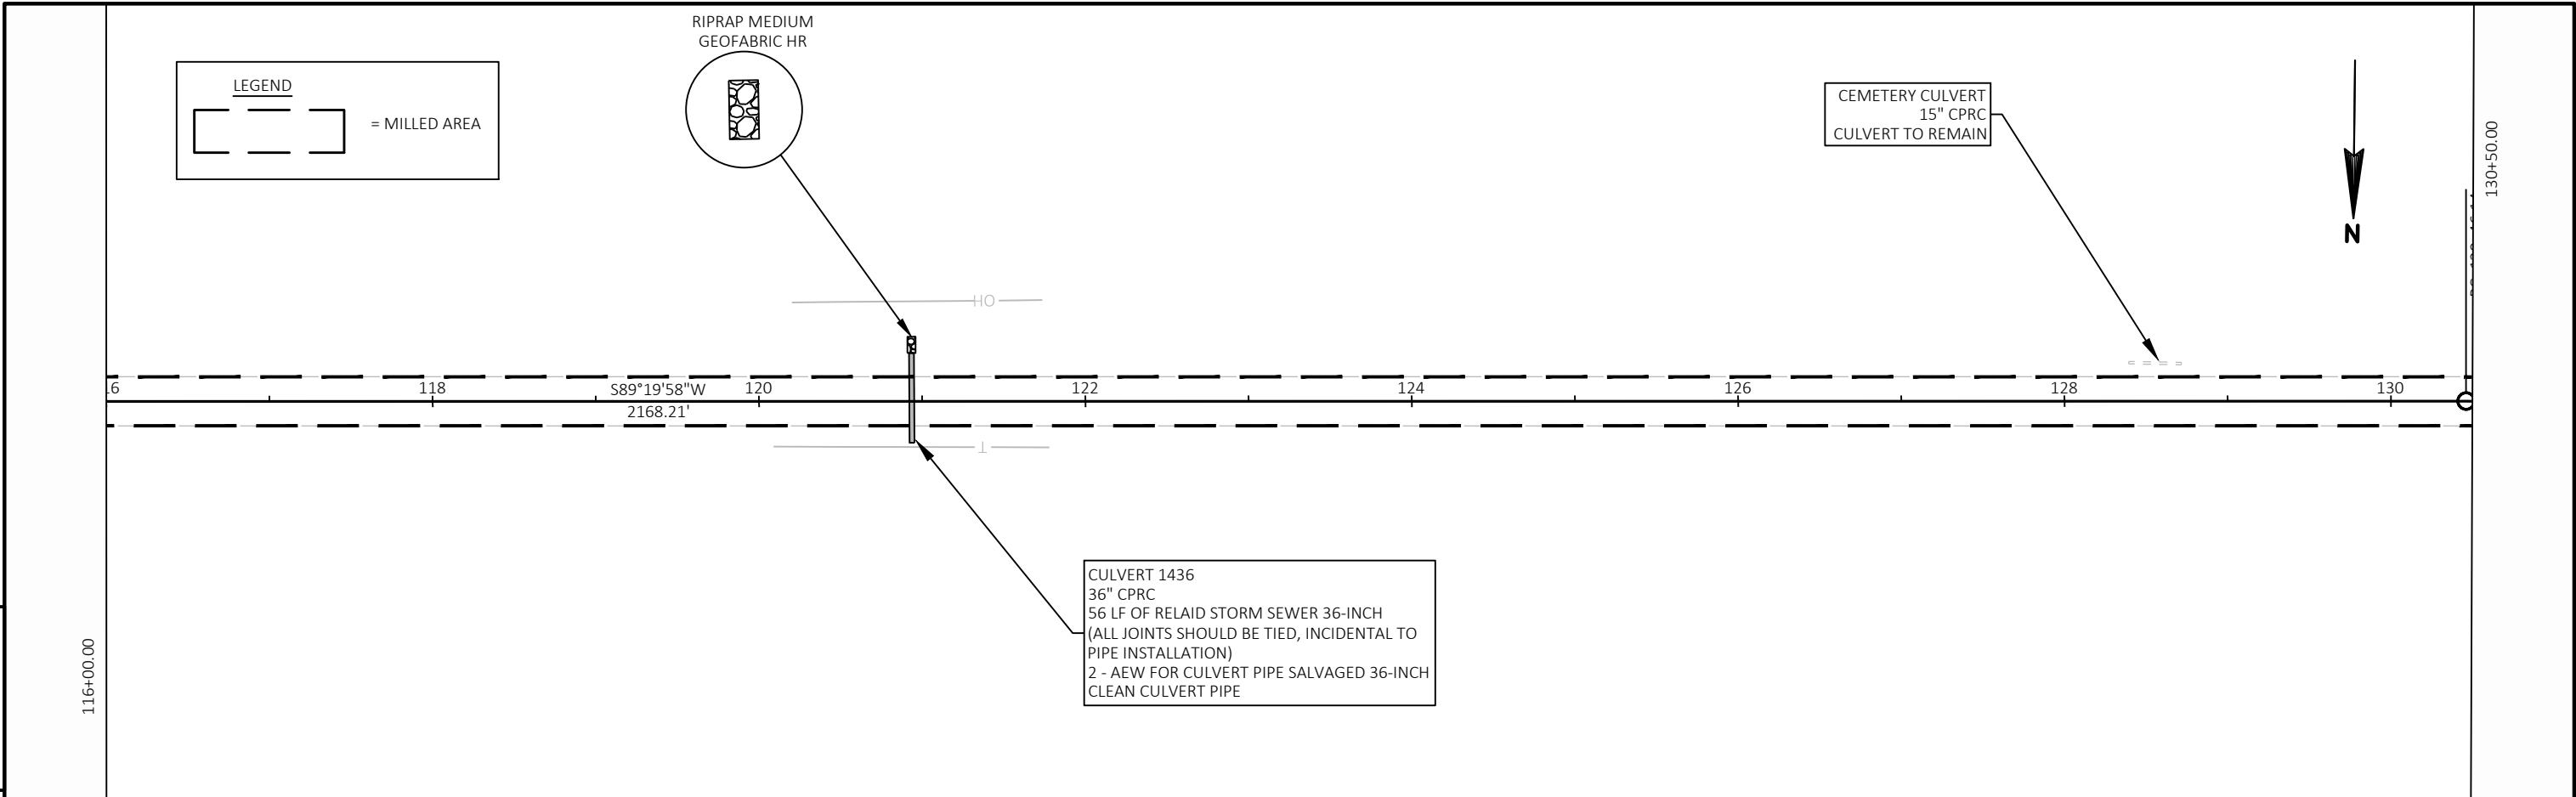 RIPRAP MEDIUM
GEOFABRIC HR
LEGEND
= MILLED AREA
CEMETERY CULVERT
15" CPRC
CULVERT TO REMAIN
130+50.00
N
OH
16
118
S89°19'58"W
120
122
124
126
128
130
2168.21'
T
CULVERT 1436
36" CPRC
56 LF OF RELAID STORM SEWER 36-INCH
(ALL JOINTS SHOULD BE TIED, INCIDENTAL TO
PIPE INSTALLATION)
2 - AEW FOR CULVERT PIPE SALVAGED 36-INCH
CLEAN CULVERT PIPE
116+00.00